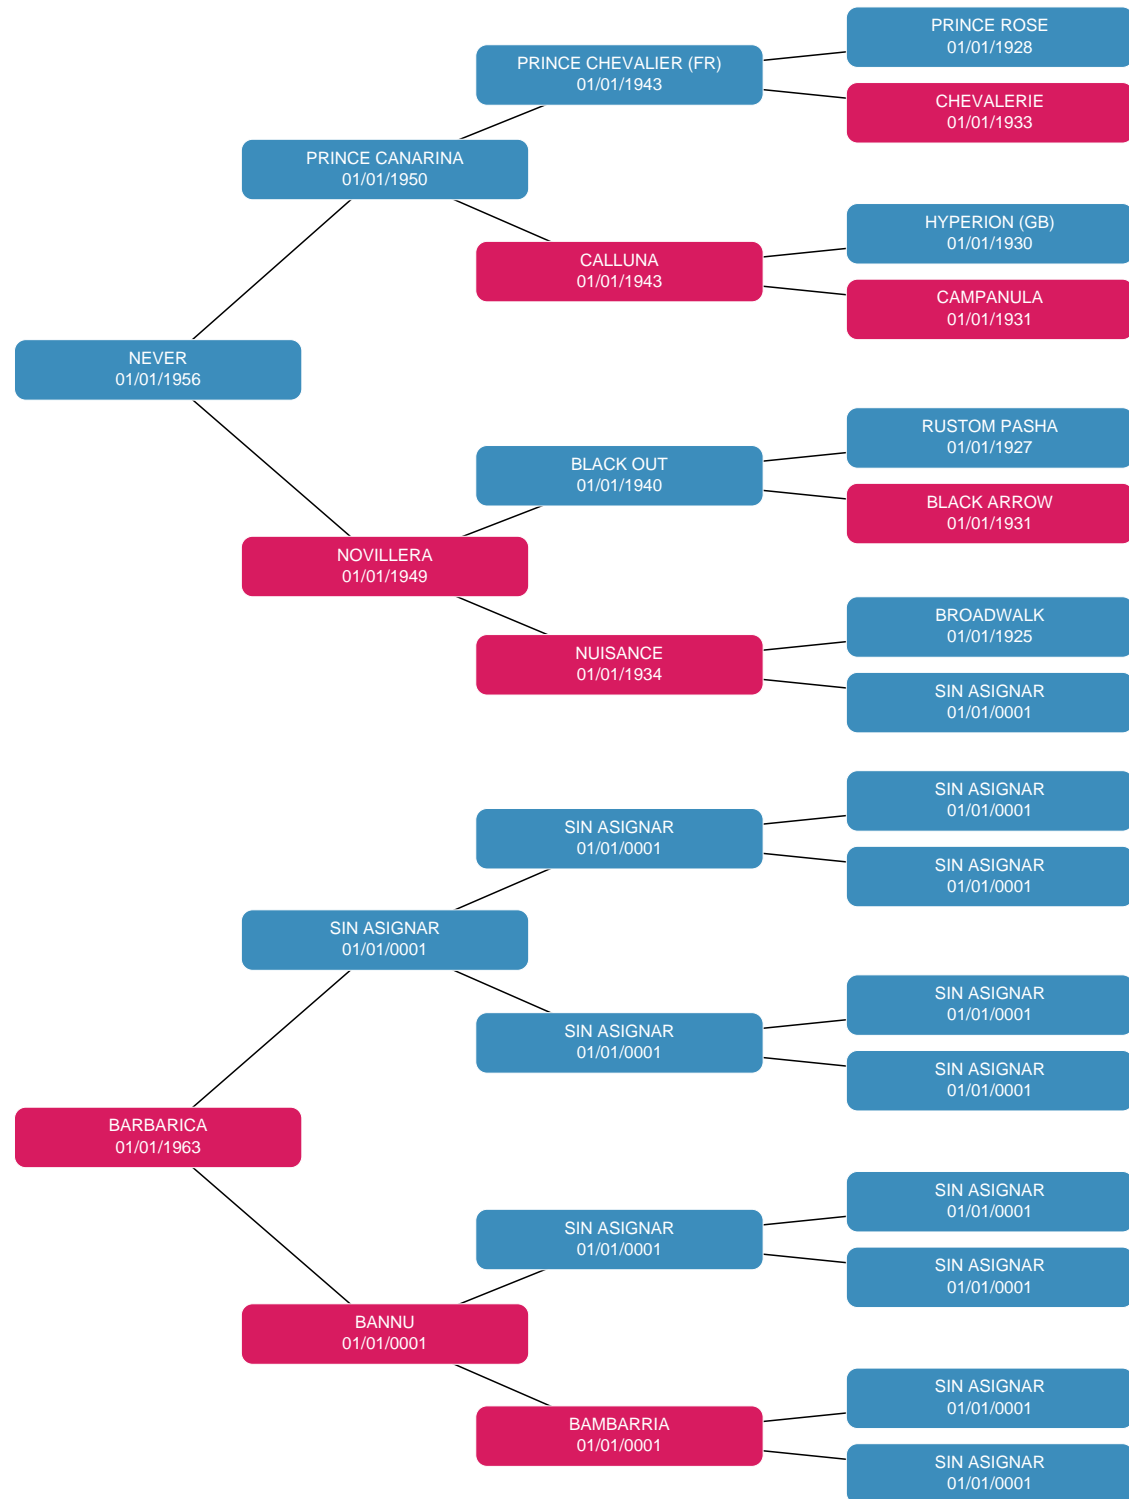 PRINCE ROSE
01/01/1928
PRINCE CHEVALIER (FR)
01/01/1943
CHEVALERIE
01/01/1933
PRINCE CANARINA
01/01/1950
HYPERION (GB)
01/01/1930
CALLUNA
01/01/1943
CAMPANULA
01/01/1931
NEVER
01/01/1956
RUSTOM PASHA
01/01/1927
BLACK OUT
01/01/1940
BLACK ARROW
01/01/1931
NOVILLERA
01/01/1949
BROADWALK
01/01/1925
NUISANCE
01/01/1934
SIN ASIGNAR
01/01/0001
SIN ASIGNAR
01/01/0001
SIN ASIGNAR
01/01/0001
SIN ASIGNAR
01/01/0001
SIN ASIGNAR
01/01/0001
SIN ASIGNAR
01/01/0001
SIN ASIGNAR
01/01/0001
SIN ASIGNAR
01/01/0001
BARBARICA
01/01/1963
SIN ASIGNAR
01/01/0001
SIN ASIGNAR
01/01/0001
SIN ASIGNAR
01/01/0001
BANNU
01/01/0001
SIN ASIGNAR
01/01/0001
BAMBARRIA
01/01/0001
SIN ASIGNAR
01/01/0001